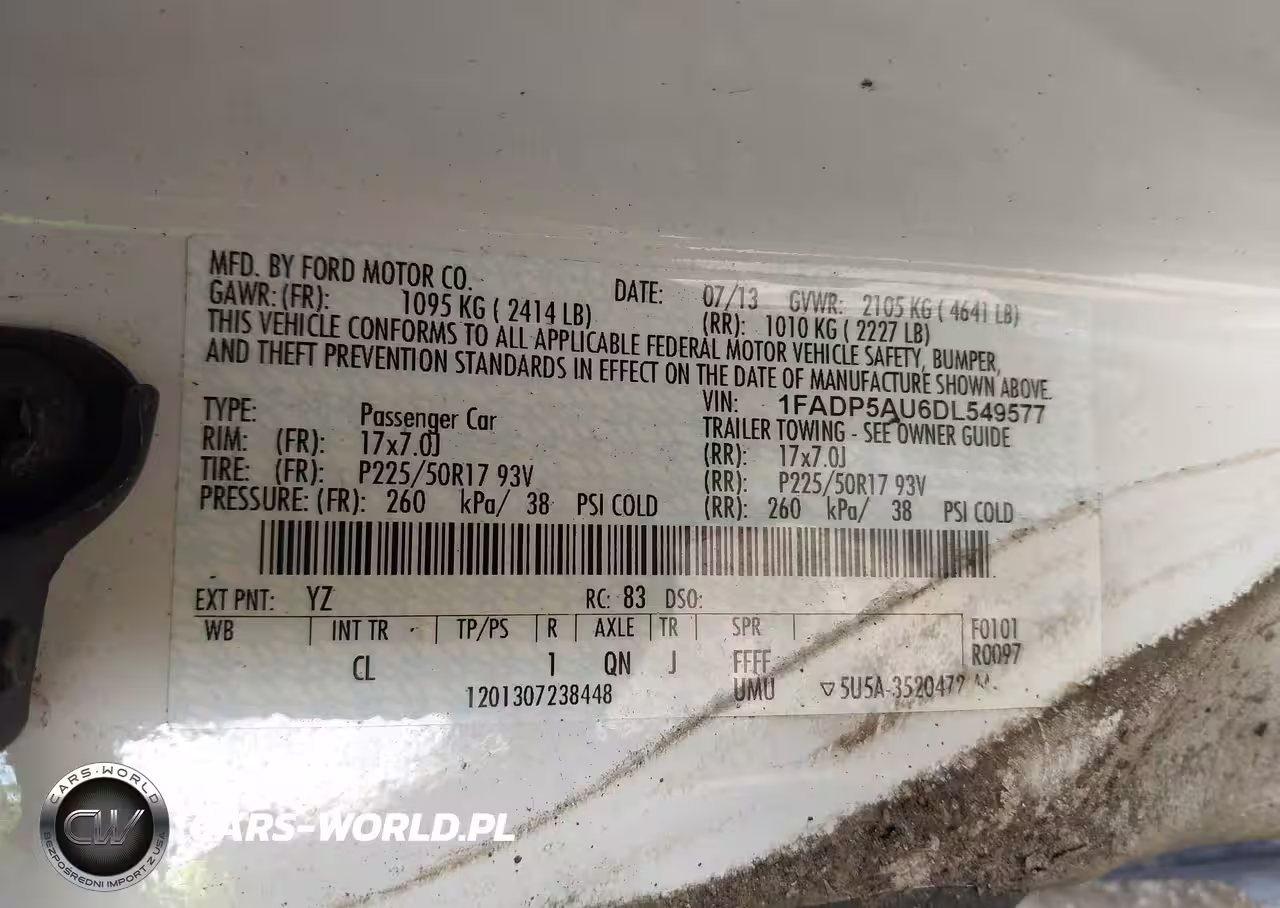 MFD. BY FORD MOTOR CO.
DATE: 07/13 GVWR: 2105 KG ( 4641 LB)
GAWR: (FR): 1095 KG ( 2414 LB) (RR): 1010 KG ( 2227 LB)
THIS VEHICLE CONFORMS TO ALL APPLICABLE FEDERAL MOTOR VEHICLE SAFETY, BUMPER,
AND THEFT PREVENTION STANDARDS IN EFFECT ON THE DATE OF MANUFACTURE SHOWN ABOVE.
VIN: 1FADP5AU6DL549577
TYPE: Passenger Car TRAILER TOWING - SEE OWNER GUIDE
RIM: (FR): 17x7.0J (RR): 17x7.0J
TIRE: (FR): P225/50R17 93V (RR): P225/50R17 93V
PRESSURE: (FR): 260 kPa/ 38 PSI COLD (RR): 260 kPa/ 38 PSI COLD
EXT PNT: YZ RC: 83 DSO:
WB INT TR TP/PS R AXLE TR SPR F0101
CL 1 QN J FFFF R0097
1201307238448 UMU ▽5U5A-3520472
CARS-WORLD
CW
BEZPOŚREDNI IMPORT Z USA
CARS-WORLD.PL